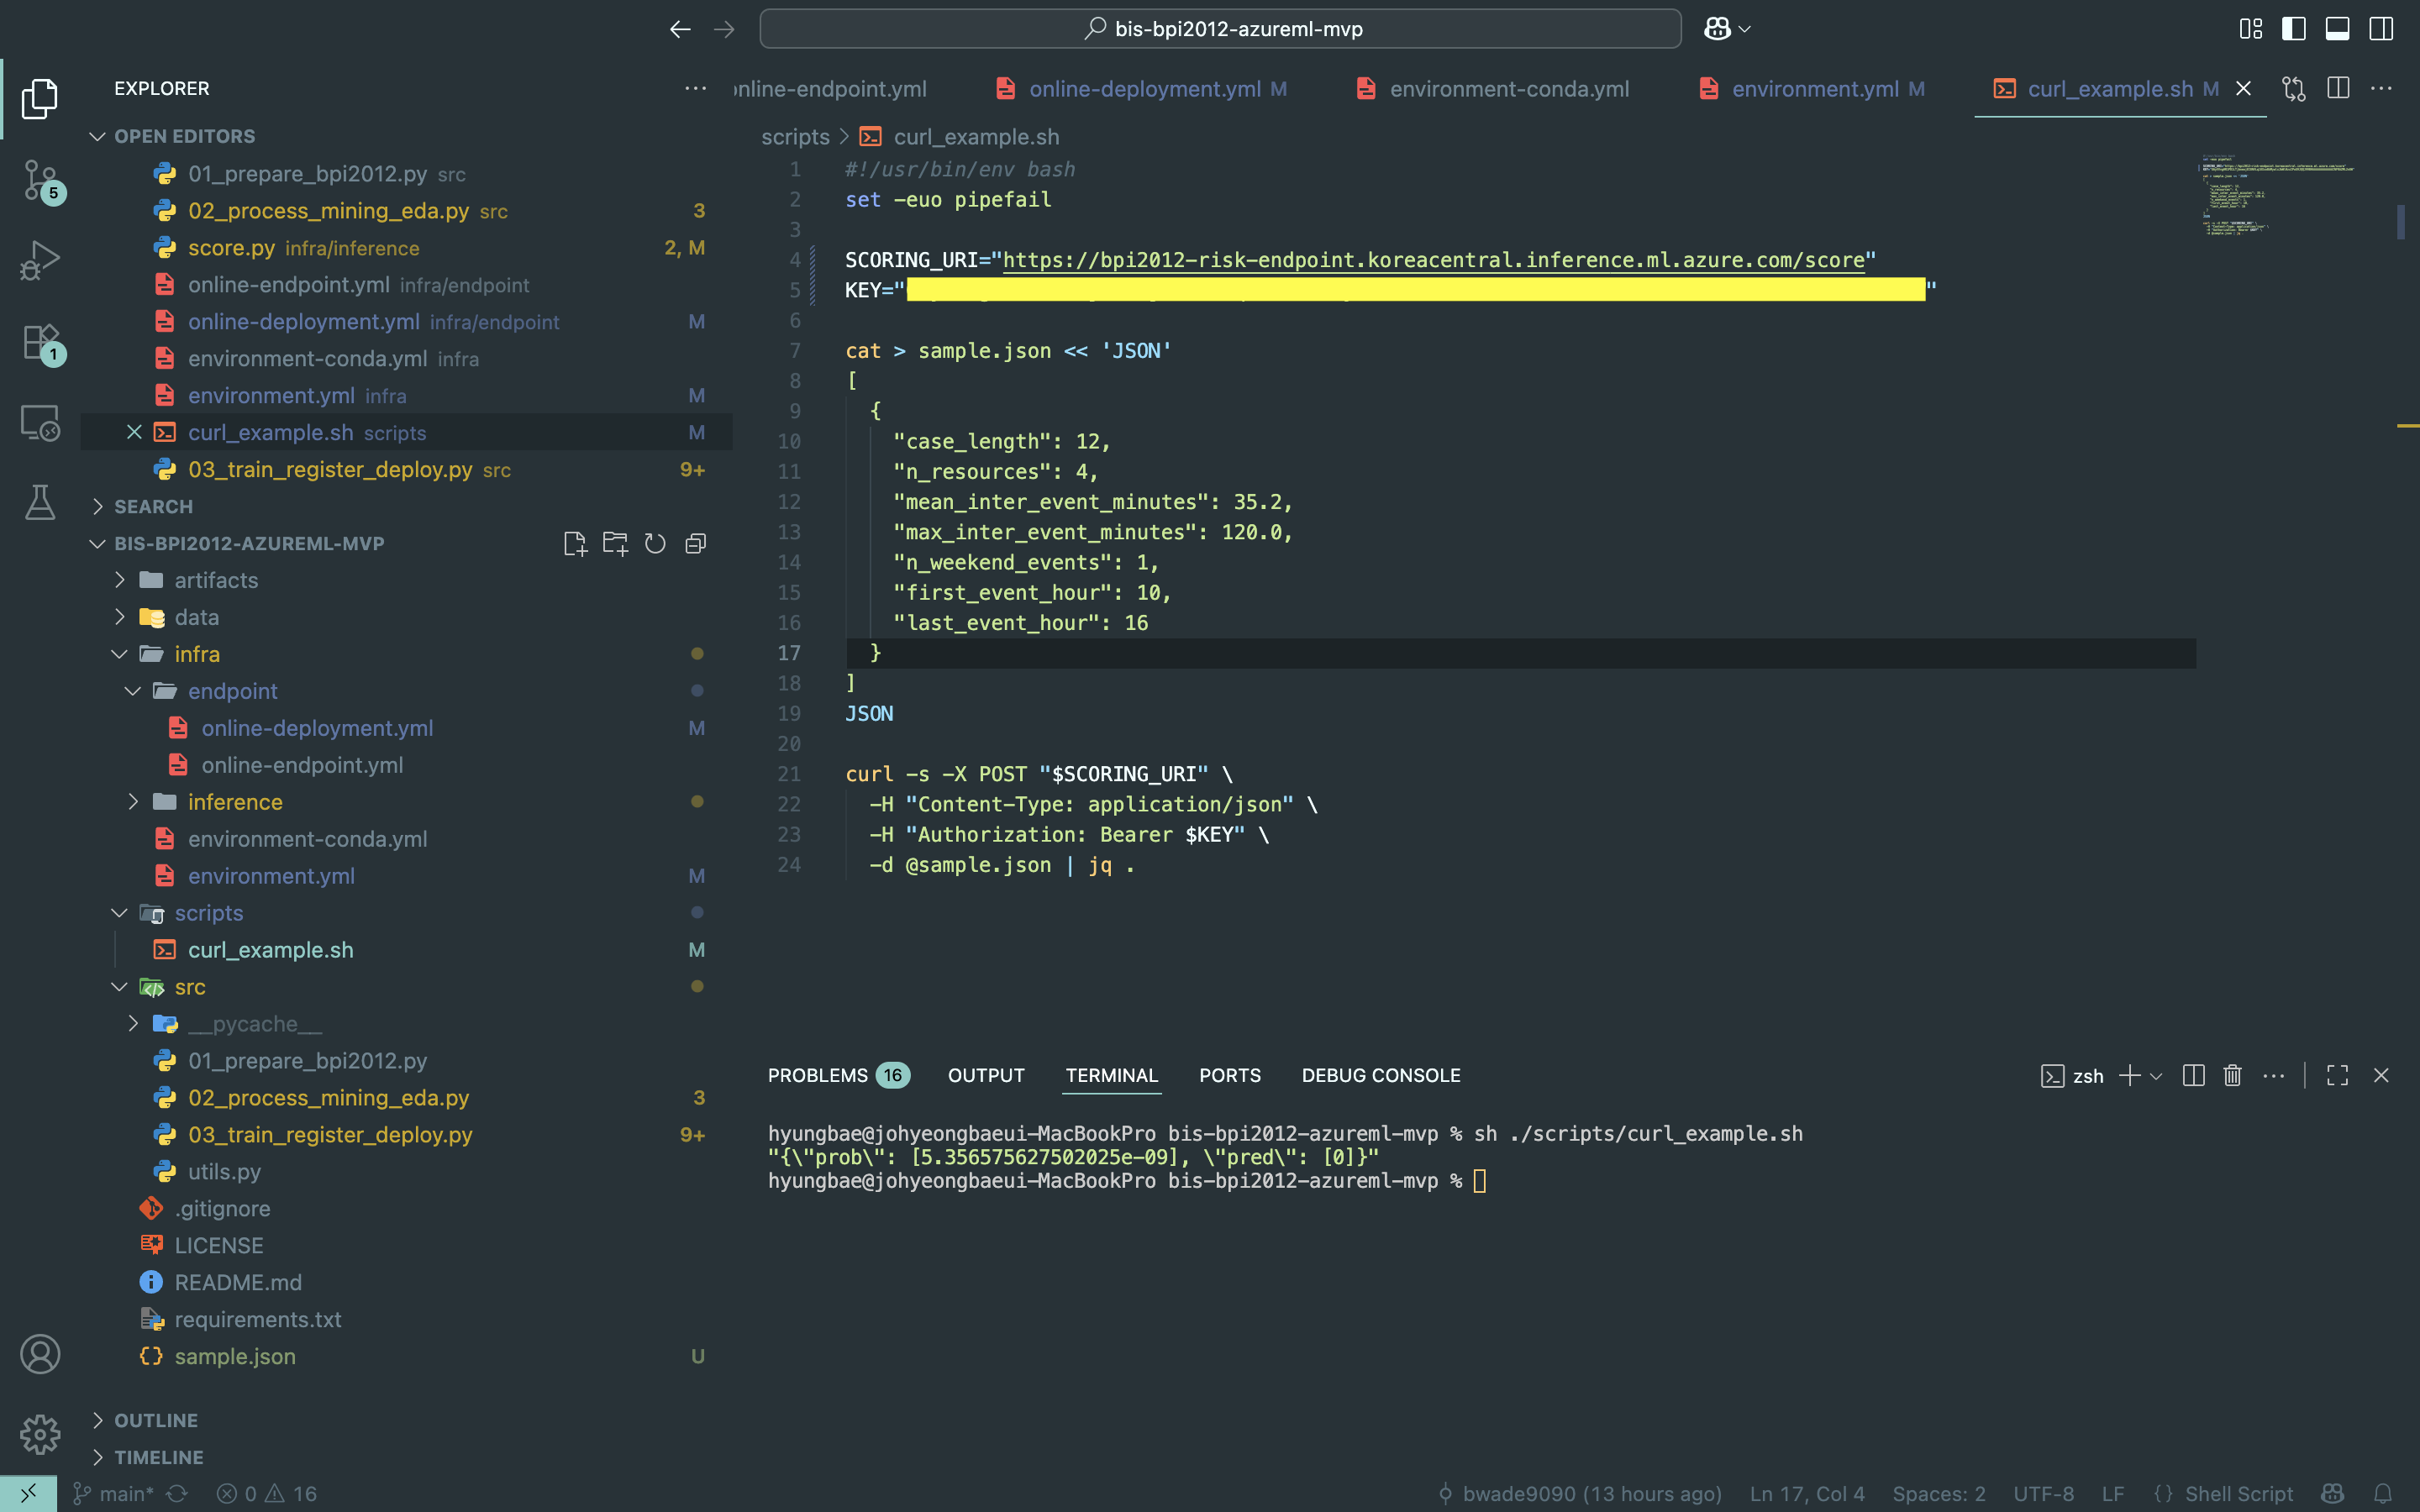 bis-bpi2012-azureml-mvp
EXPLORER
nline-endpoint.yml
online-deployment.yml M
environment-conda.yml
environment.yml M
curl_example.sh M
OPEN EDITORS
01_prepare_bpi2012.py src
02_process_mining_eda.py src 3
score.py infra/inference 2, M
online-endpoint.yml infra/endpoint
online-deployment.yml infra/endpoint M
environment-conda.yml infra
environment.yml infra M
curl_example.sh scripts M
03_train_register_deploy.py src 9+
SEARCH
BIS-BPI2012-AZUREML-MVP
artifacts
data
infra
endpoint
online-deployment.yml M
online-endpoint.yml
inference
environment-conda.yml
environment.yml M
scripts
curl_example.sh M
src
__pycache__
01_prepare_bpi2012.py
02_process_mining_eda.py 3
03_train_register_deploy.py 9+
utils.py
.gitignore
LICENSE
README.md
requirements.txt
sample.json U
OUTLINE
TIMELINE
5
1
scripts > curl_example.sh
1 #!/usr/bin/env bash
2 set -euo pipefail
3
4 SCORING_URI="https://bpi2012-risk-endpoint.koreacentral.inference.ml.azure.com/score"
5 KEY=" "
6
7 cat > sample.json << 'JSON'
8 [
9 {
10 "case_length": 12,
11 "n_resources": 4,
12 "mean_inter_event_minutes": 35.2,
13 "max_inter_event_minutes": 120.0,
14 "n_weekend_events": 1,
15 "first_event_hour": 10,
16 "last_event_hour": 16
17 }
18 ]
19 JSON
20
21 curl -s -X POST "$SCORING_URI" \
22 -H "Content-Type: application/json" \
23 -H "Authorization: Bearer $KEY" \
24 -d @sample.json | jq .
PROBLEMS 16 OUTPUT TERMINAL PORTS DEBUG CONSOLE
zsh
hyungbae@johyeongbaeui-MacBookPro bis-bpi2012-azureml-mvp % sh ./scripts/curl_example.sh
"{\"prob\": [5.356575627502025e-09], \"pred\": [0]}"
hyungbae@johyeongbaeui-MacBookPro bis-bpi2012-azureml-mvp %
main* 0 16
bwade9090 (13 hours ago) Ln 17, Col 4 Spaces: 2 UTF-8 LF {} Shell Script